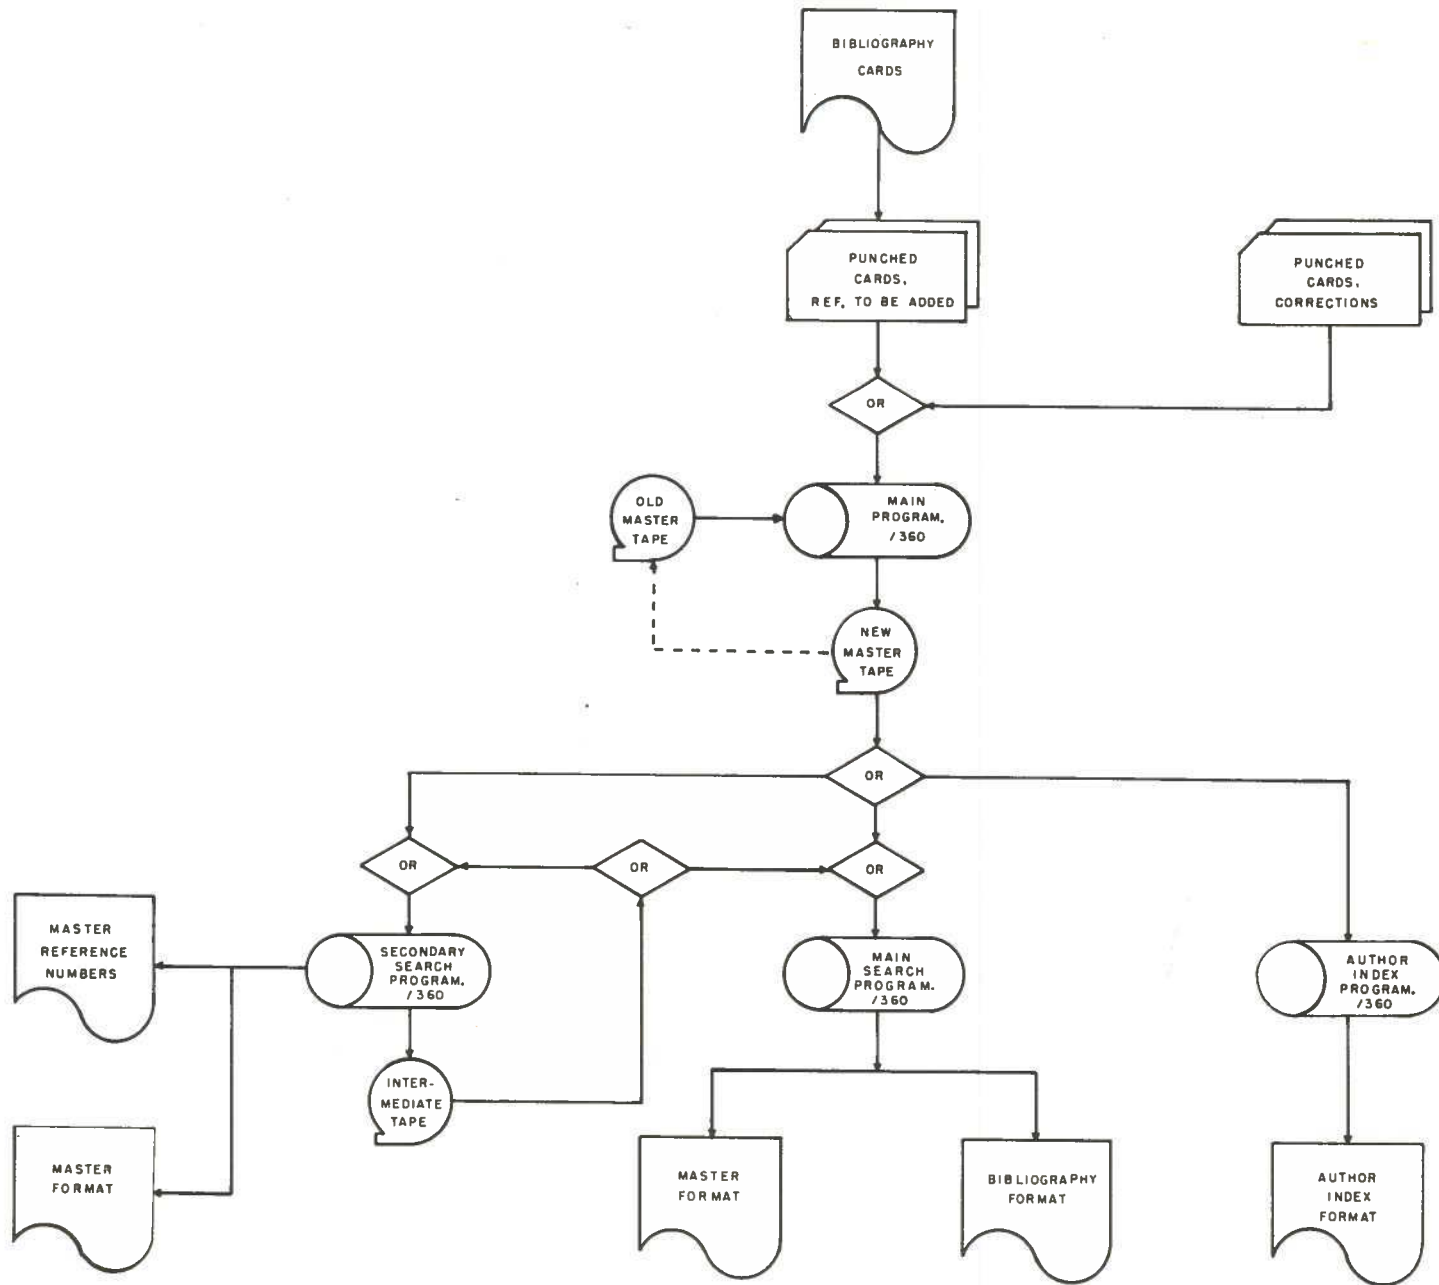 BIBLIOGRAPHY
CARDS
PUNCHED
CARDS,
REF, TO BE ADDED
PUNCHED
CARDS,
CORRECTIONS
OR
OLD
MASTER
TAPE
MAIN
PROGRAM,
/360
NEW
MASTER
TAPE
OR
OR
OR
OR
MASTER
REFERENCE
NUMBERS
SECONDARY
SEARCH
PROGRAM,
/360
MAIN
SEARCH
PROGRAM.
/360
AUTHOR
INDEX
PROGRAM,
/360
INTER-
MEDIATE
TAPE
MASTER
FORMAT
MASTER
FORMAT
BIBLIOGRAPHY
FORMAT
AUTHOR
INDEX
FORMAT